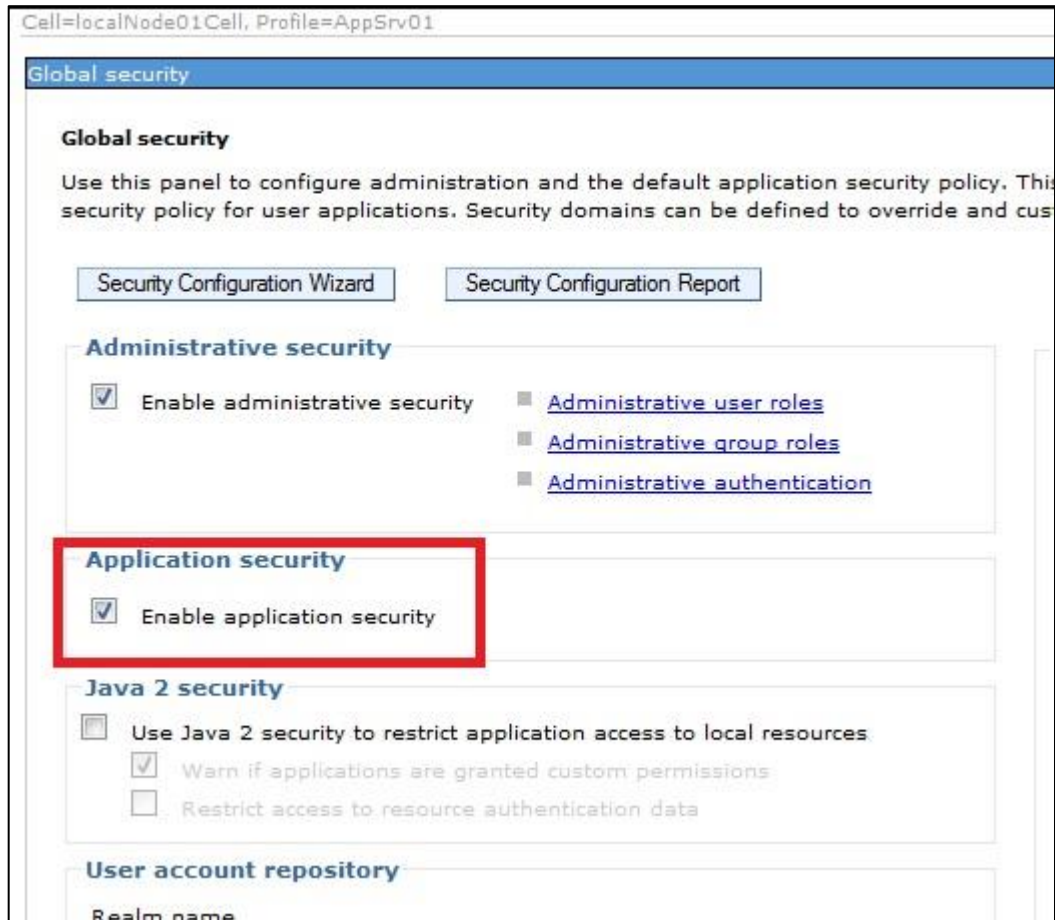 Cell=localNode01Cell, Profile=AppSrv01
Global security
Global security
Use this panel to configure administration and the default application security policy. This
security policy for user applications. Security domains can be defined to override and cus
Security Configuration Wizard
Security Configuration Report
Administrative security
Enable administrative security
Administrative user roles
Administrative group roles
Administrative authentication
Application security
Enable application security
Java 2 security
Use Java 2 security to restrict application access to local resources
Warn if applications are granted custom permissions
Restrict access to resource authentication data
User account repository
Realm name